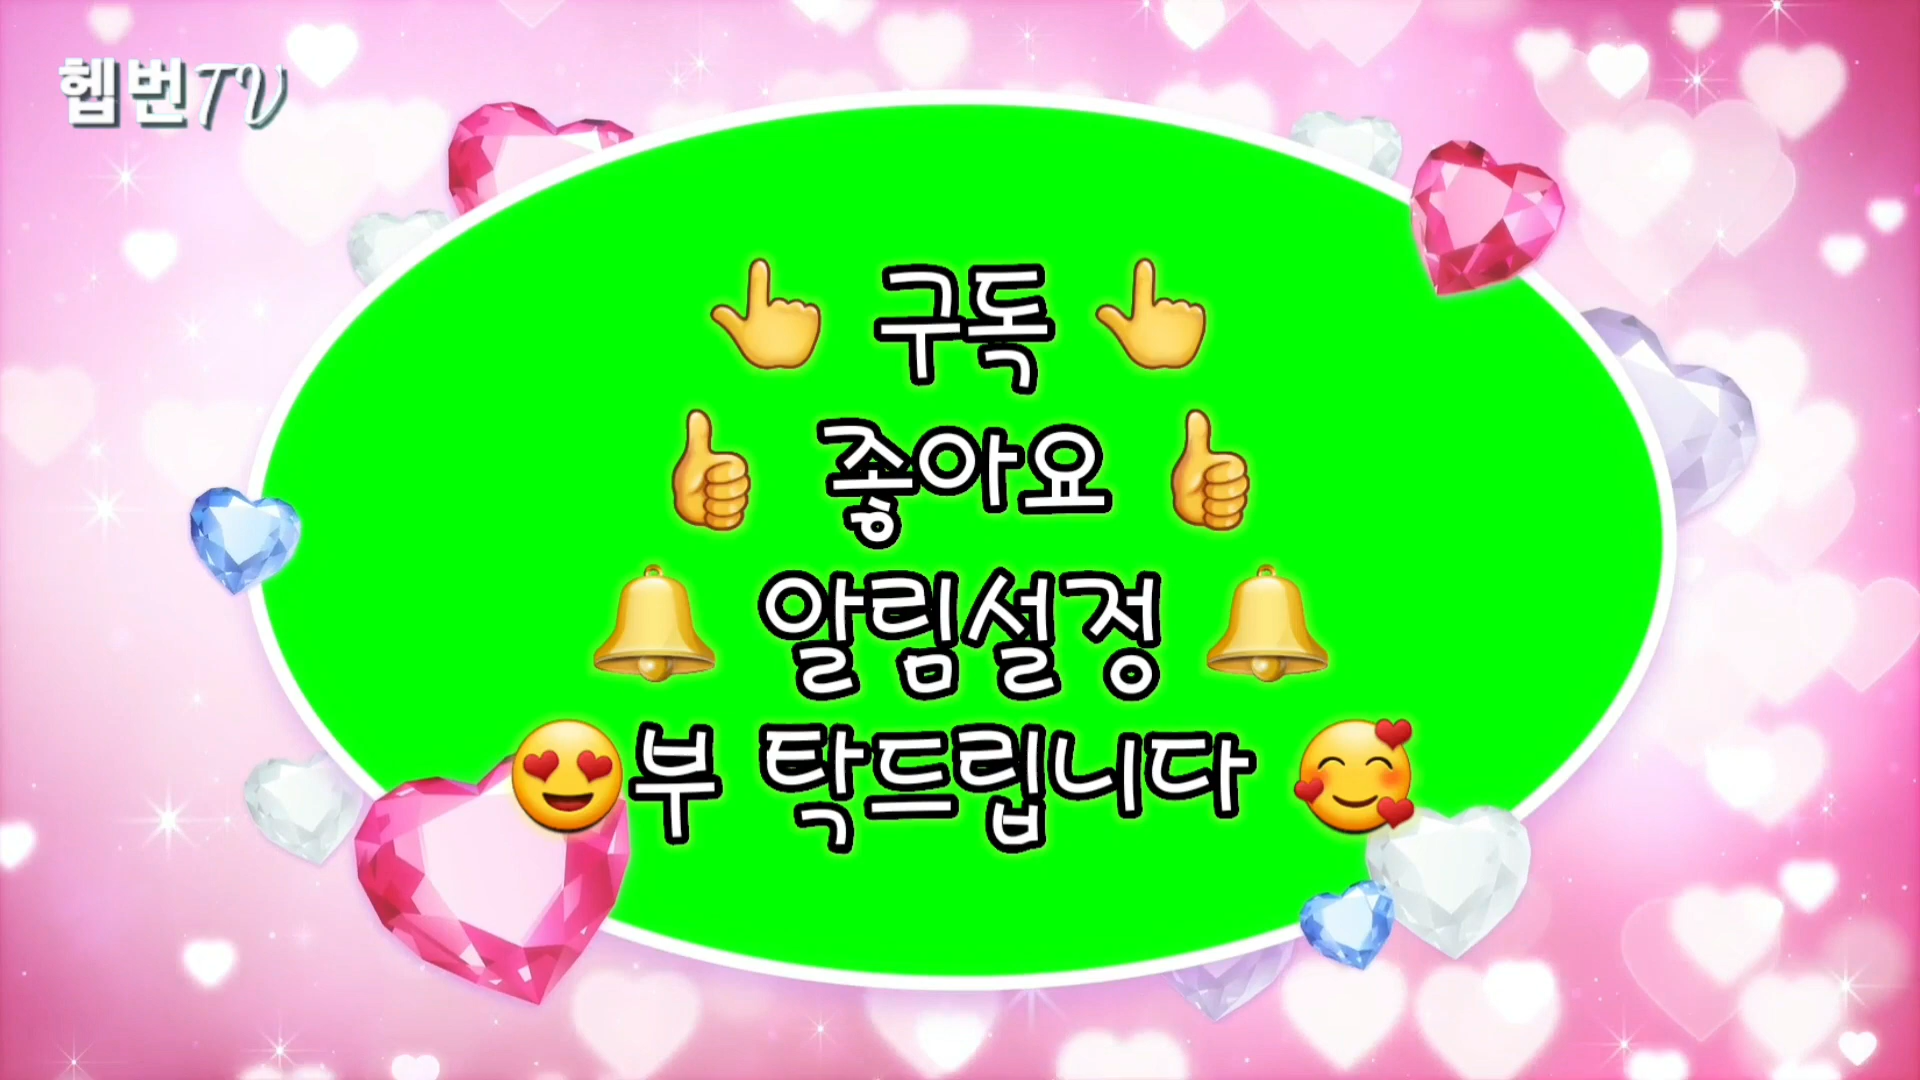 헵번TV
👆 구독 👆
👍 좋아요 👍
🔔 알림설정 🔔
😍부 탁드립니다 🥰